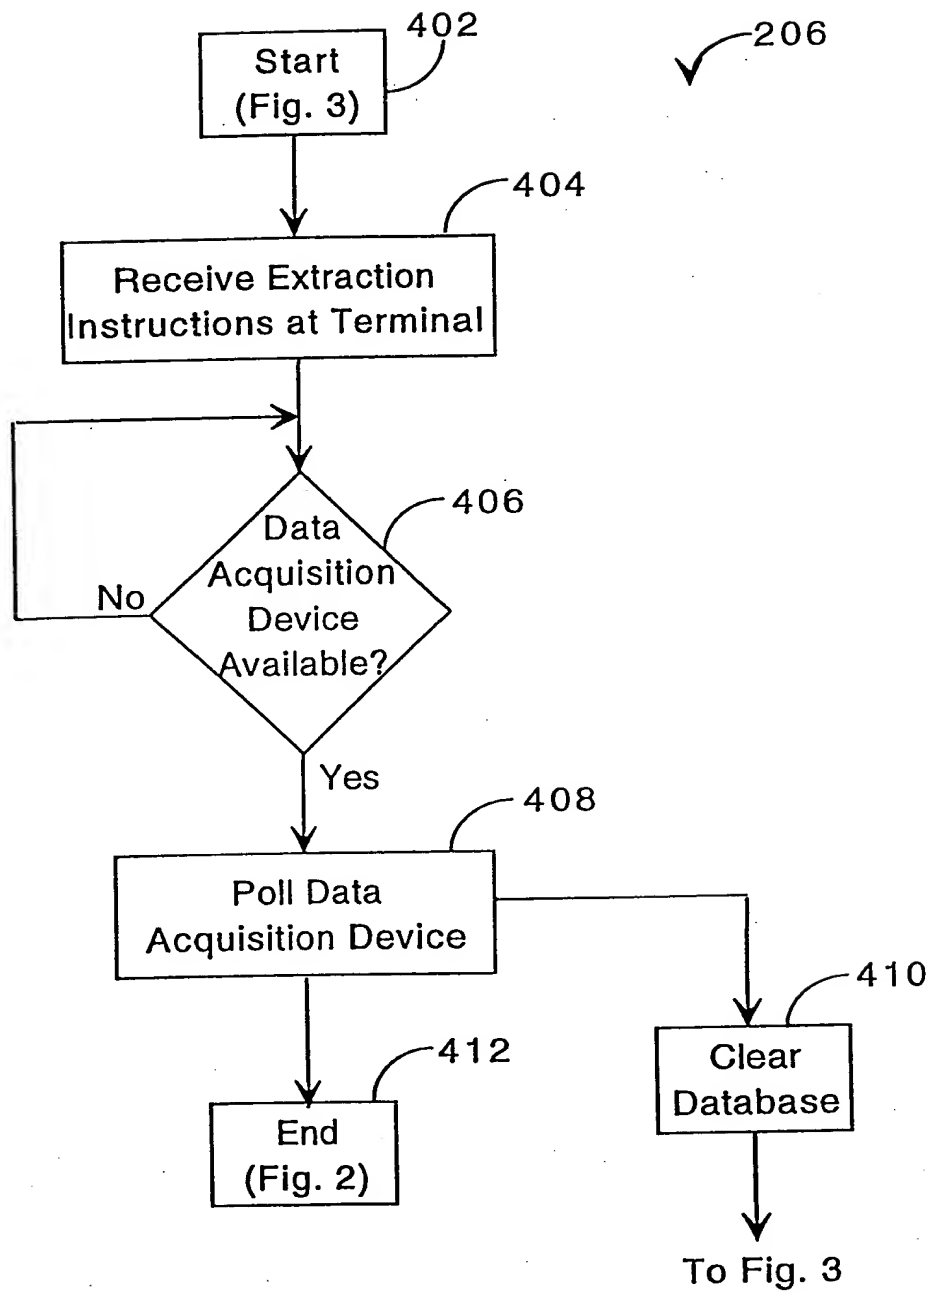 402
206
Start
(Fig. 3)
404
Receive Extraction
Instructions at Terminal
406
Data
Acquisition
Device
Available?
No
Yes
408
Poll Data
Acquisition Device
410
Clear
Database
412
End
(Fig. 2)
To Fig. 3